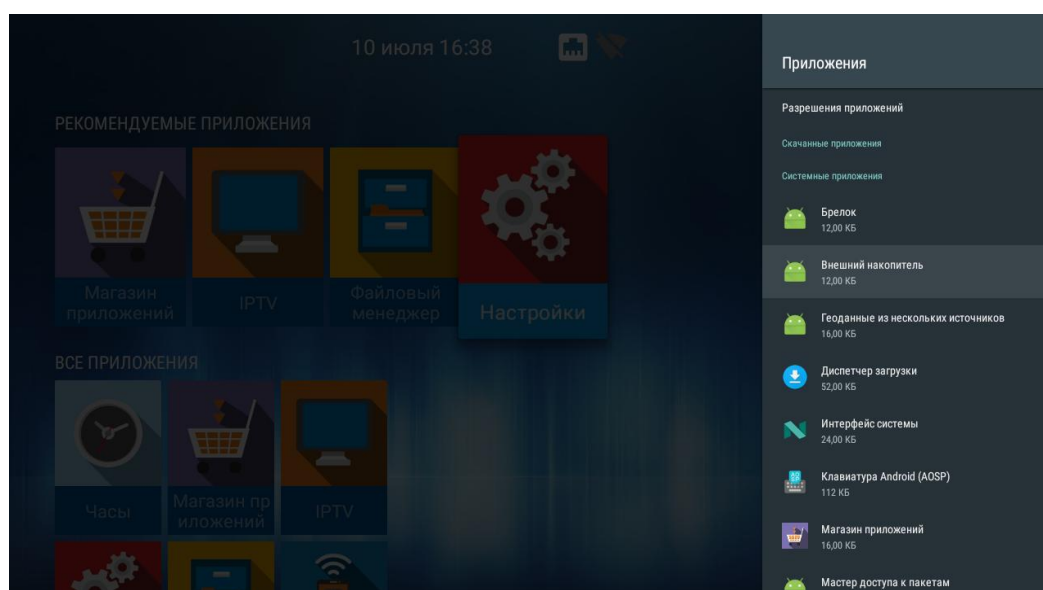 10 июля 16:38
РЕКОМЕНДУЕМЫЕ ПРИЛОЖЕНИЯ
Магазин
приложений
IPTV
Файловый
менеджер
Настройки
ВСЕ ПРИЛОЖЕНИЯ
Часы
Магазин пр
иложений
IPTV
Приложения
Разрешения приложений
Скачанные приложения
Системные приложения
Брелок
12,00 КБ
Внешний накопитель
12,00 КБ
Геоданные из нескольких источников
16,00 КБ
Диспетчер загрузки
52,00 КБ
Интерфейс системы
24,00 КБ
Клавиатура Android (AOSP)
112 КБ
Магазин приложений
16,00 КБ
Мастер доступа к пакетам